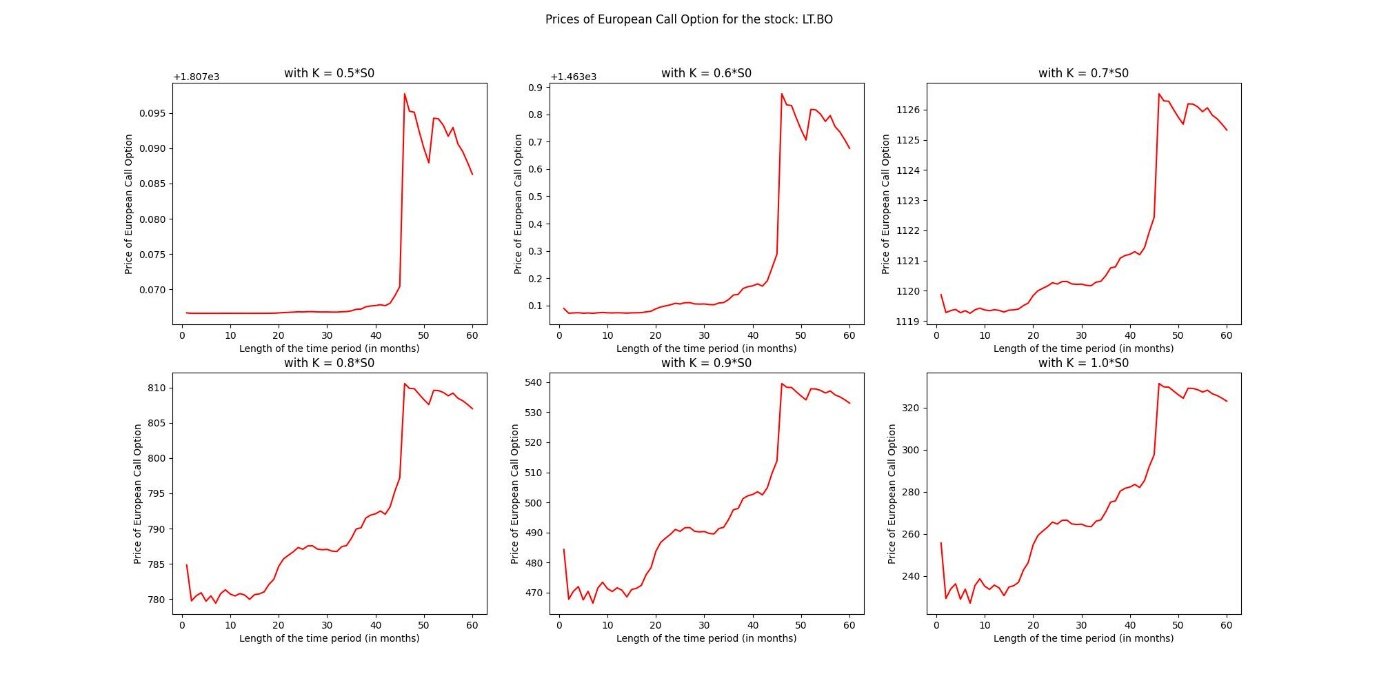 Prices of European Call Option for the stock: LT.BO
with K = 0.5*S0
+1.807e3
Price of European Call Option
0.095
0.090
0.085
0.080
0.075
0.070
0 10 20 30 40 50 60
Length of the time period (in months)
with K = 0.6*S0
+1.463e3
Price of European Call Option
0.9
0.8
0.7
0.6
0.5
0.4
0.3
0.2
0.1
0 10 20 30 40 50 60
Length of the time period (in months)
with K = 0.7*S0
Price of European Call Option
1126
1125
1124
1123
1122
1121
1120
1119
0 10 20 30 40 50 60
Length of the time period (in months)
with K = 0.8*S0
Price of European Call Option
810
805
800
795
790
785
780
0 10 20 30 40 50 60
Length of the time period (in months)
with K = 0.9*S0
Price of European Call Option
540
530
520
510
500
490
480
470
0 10 20 30 40 50 60
Length of the time period (in months)
with K = 1.0*S0
Price of European Call Option
320
300
280
260
240
0 10 20 30 40 50 60
Length of the time period (in months)